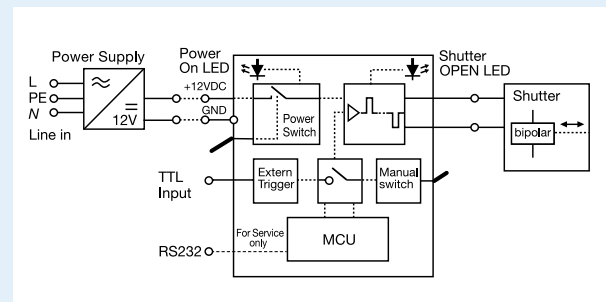 Power Supply
L
PE
N
Line in
12V
Power
On LED
+12VDC
GND
Power
Switch
Shutter
OPEN LED
Shutter
bipolar
TTL
Input
Extern
Trigger
Manual
switch
RS232
For Service
only
MCU